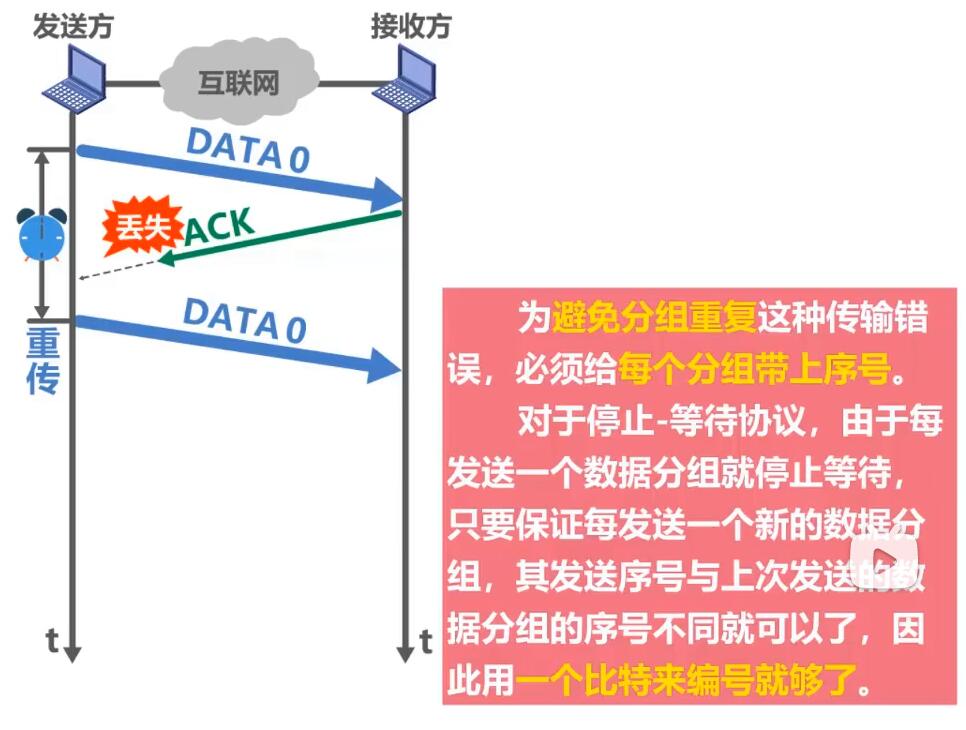 发送方
接收方
互联网
DATA 0
丢失
ACK
DATA 0
重传
为避免分组重复这种传输错
误，必须给每个分组带上序号。
对于停止-等待协议，由于每
发送一个数据分组就停止等待，
只要保证每发送一个新的数据分
组，其发送序号与上次发送的数
据分组的序号不同就可以了，因
此用一个比特来编号就够了。
t
t